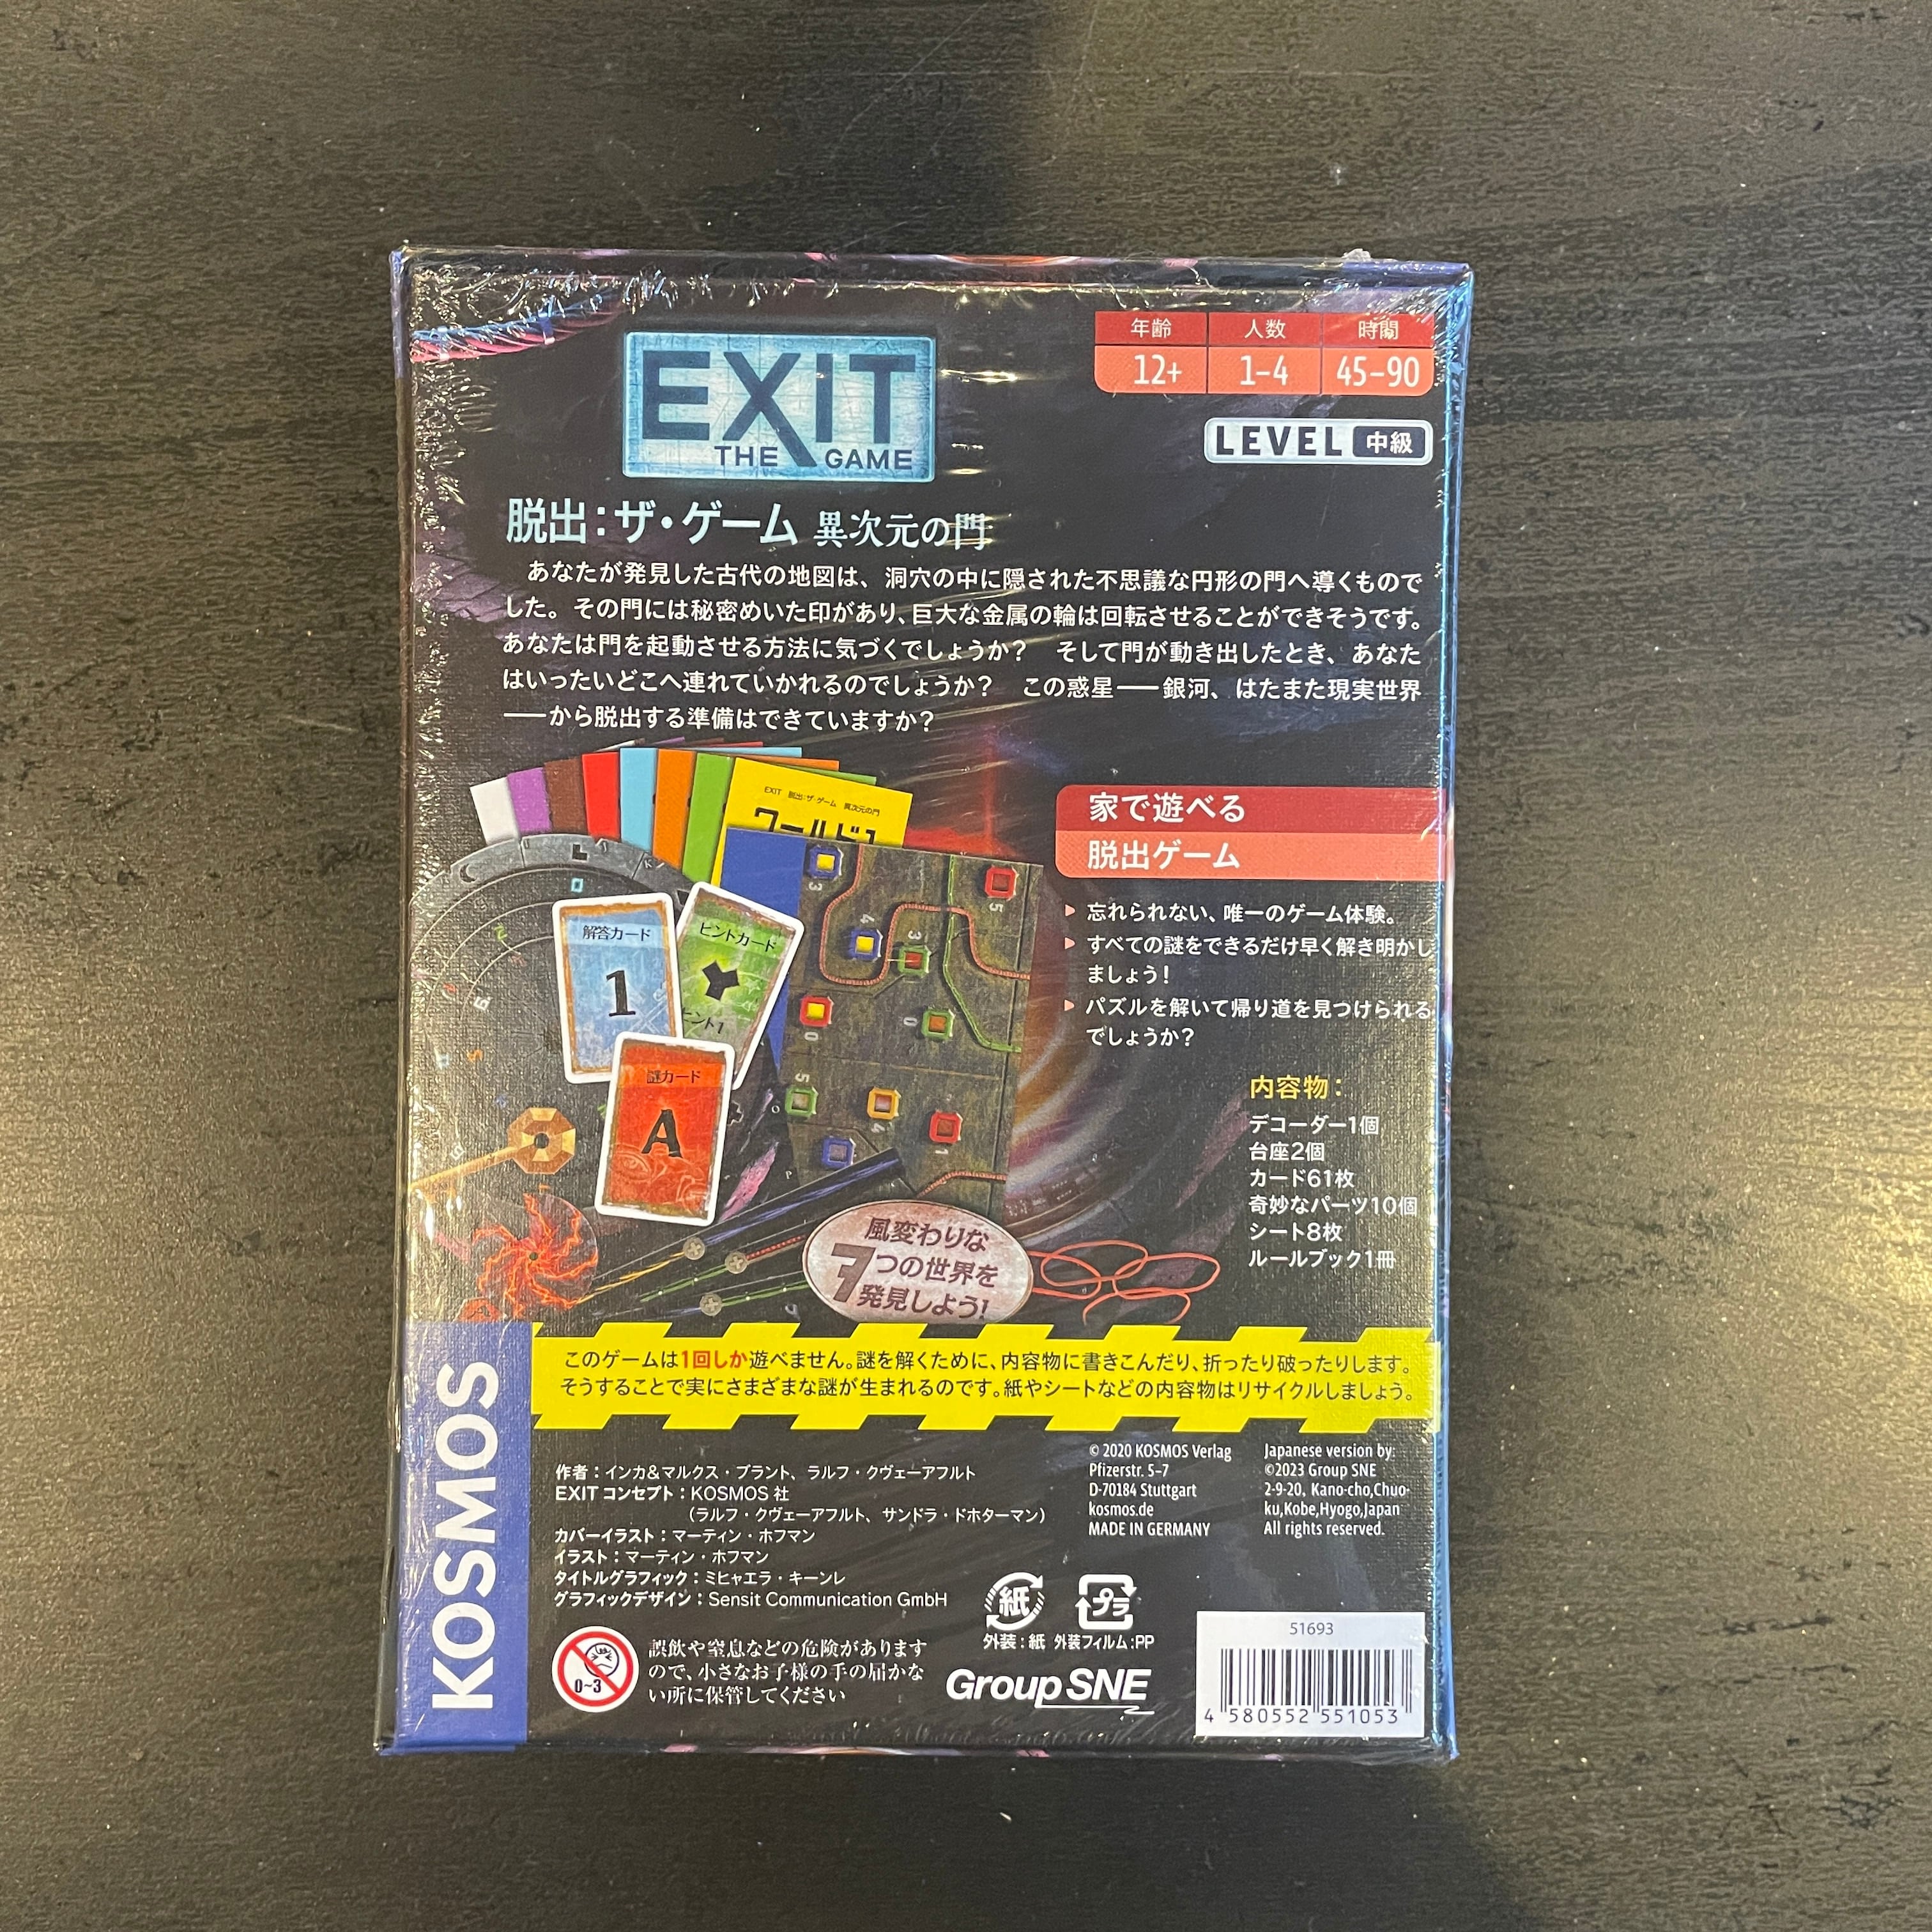 EXIT
THE GAME
年齢 人数 時間
12+ 1–4 45–90
LEVEL 中級
脱出：ザ・ゲーム 異次元の門
あなたが発見した古代の地図は、洞穴の中に隠された不思議な円形の門へ導くもので
した。その門には秘密めいた印があり、巨大な金属の輪は回転させることができそうです。
あなたは門を起動させる方法に気づくでしょうか？　そして門が動き出したとき、あなた
はいったいどこへ連れていかれるのでしょうか？　この惑星――銀河、はたまた現実世界
――から脱出する準備はできていますか？
EXIT 脱出：ザ・ゲーム 異次元の門
ワールド1
解答カード
1
ヒントカード
ヒント1
謎カード
A
家で遊べる
脱出ゲーム
忘れられない、唯一のゲーム体験。
すべての謎をできるだけ早く解き明かし
ましょう！
パズルを解いて帰り道を見つけられる
でしょうか？
内容物：
デコーダー1個
台座2個
カード61枚
奇妙なパーツ10個
シート8枚
ルールブック1冊
風変わりな
7つの世界を
発見しよう！
このゲームは1回しか遊べません。謎を解くために、内容物に書きこんだり、折ったり破ったりします。
そうすることで実にさまざまな謎が生まれるのです。紙やシートなどの内容物はリサイクルしましょう。
KOSMOS
作者：インカ&マルクス・ブラント、ラルフ・クヴェーアフルト
EXIT コンセプト：KOSMOS 社
（ラルフ・クヴェーアフルト、サンドラ・ドホターマン）
カバーイラスト：マーティン・ホフマン
イラスト：マーティン・ホフマン
タイトルグラフィック：ミヒャエラ・キーンレ
グラフィックデザイン：Sensit Communication GmbH
© 2020 KOSMOS Verlag
Pfizerstr. 5–7
D-70184 Stuttgart
kosmos.de
MADE IN GERMANY
Japanese version by:
©2023 Group SNE
2-9-20, Kano-cho,Chuo-
ku,Kobe,Hyogo,Japan
All rights reserved.
0-3
誤飲や窒息などの危険があります
ので、小さなお子様の手の届かな
い所に保管してください
紙 プラ
外装：紙 外装フィルム：PP
Group SNE
51693
4 580552 551053